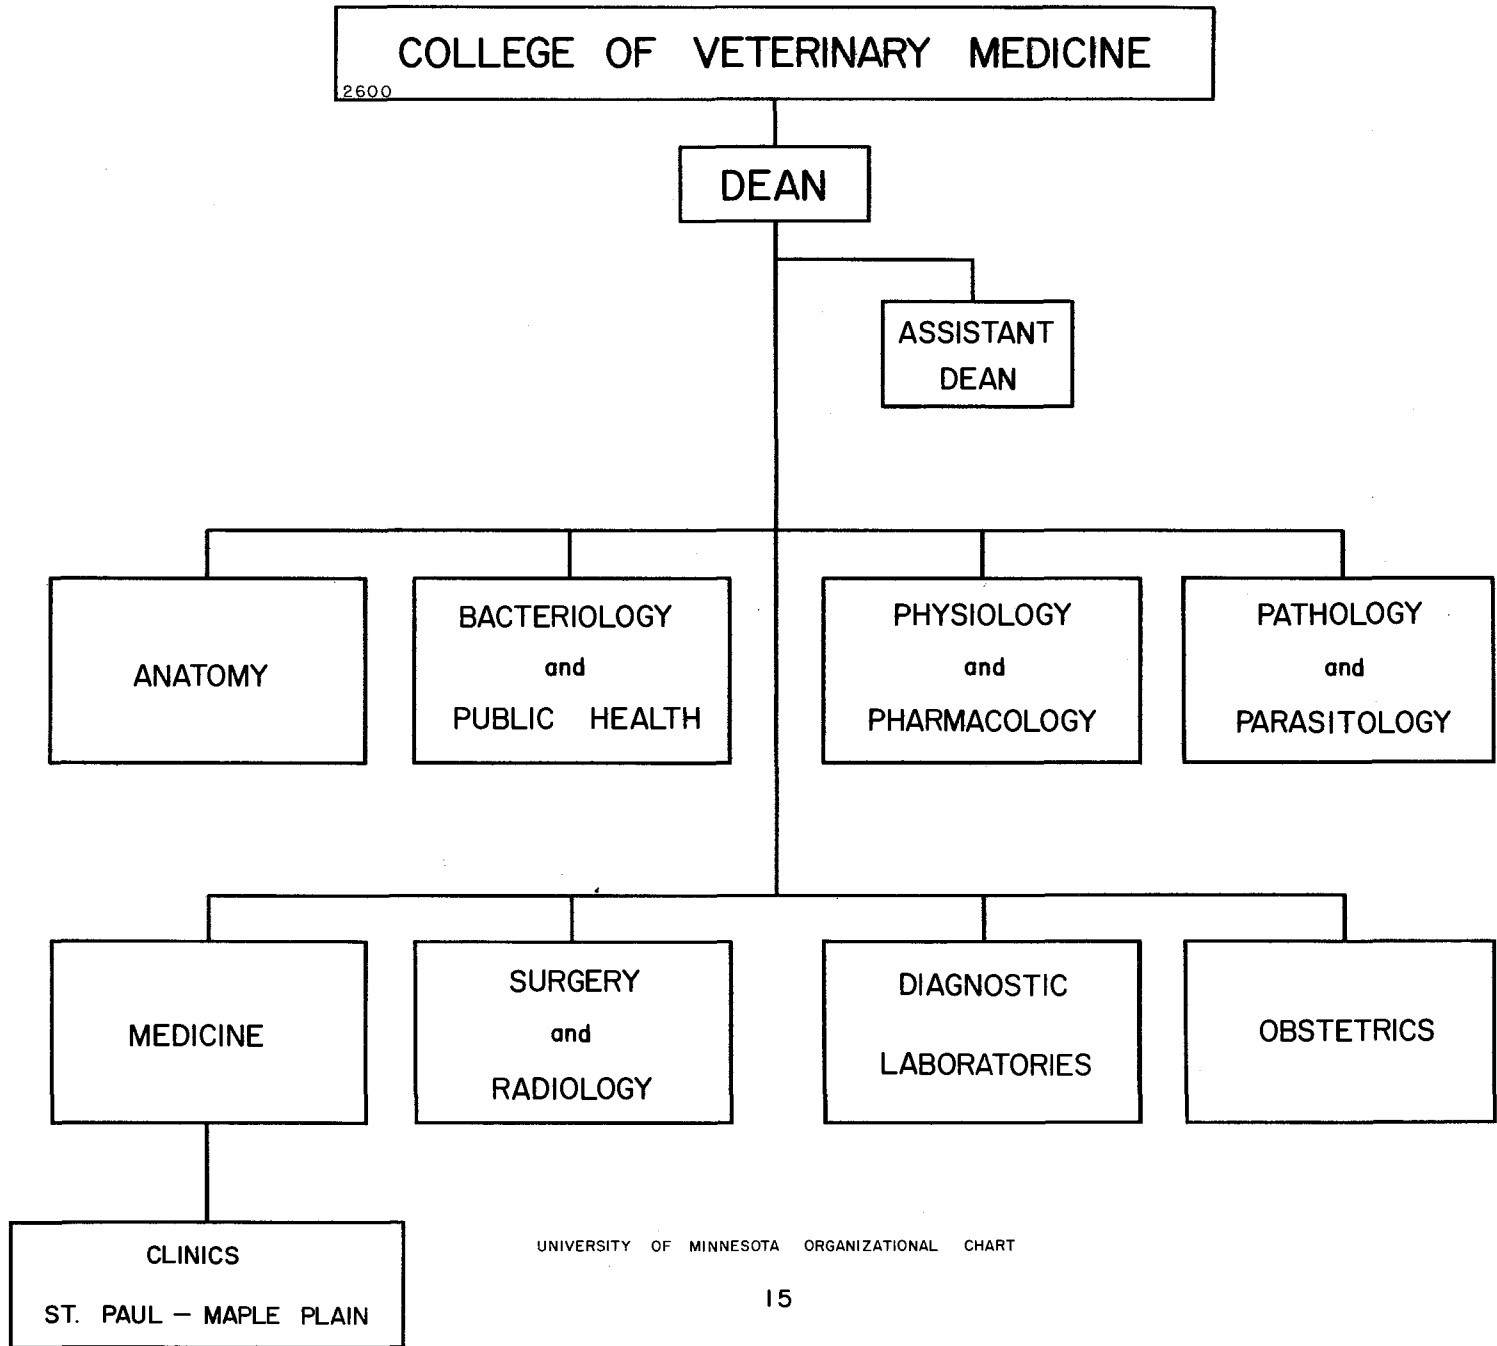 COLLEGE OF VETERINARY MEDICINE
2600
DEAN
ASSISTANT
DEAN
ANATOMY
BACTERIOLOGY
and
PUBLIC HEALTH
PHYSIOLOGY
and
PHARMACOLOGY
PATHOLOGY
and
PARASITOLOGY
MEDICINE
SURGERY
and
RADIOLOGY
DIAGNOSTIC
LABORATORIES
OBSTETRICS
CLINICS
ST. PAUL — MAPLE PLAIN
UNIVERSITY OF MINNESOTA ORGANIZATIONAL CHART
15